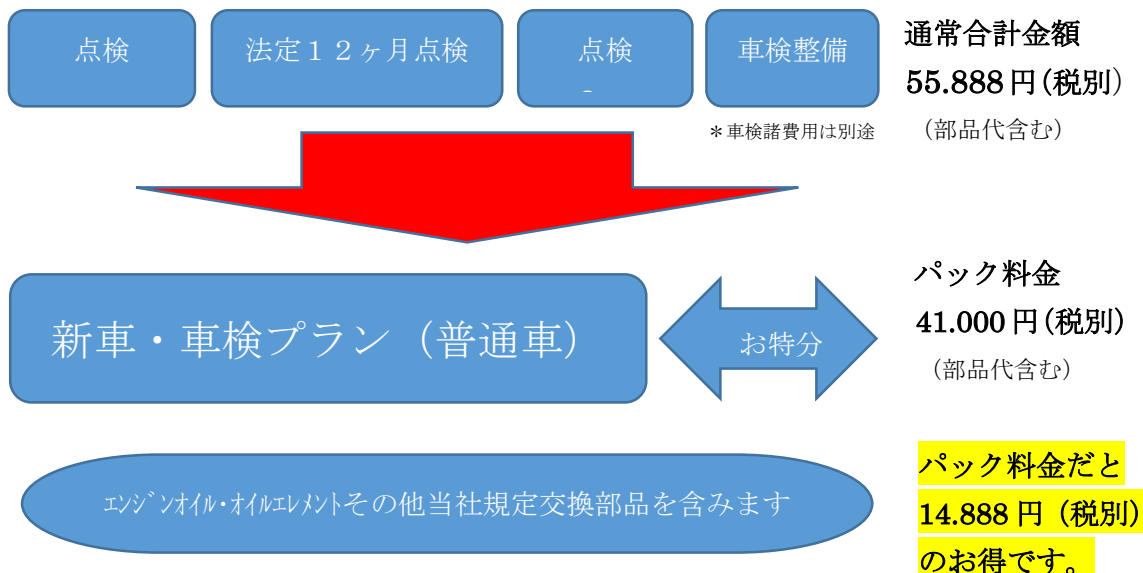 点検
法定１２ヶ月点検
点検
車検整備
通常合計金額
55.888円(税別)
（部品代含む）
＊車検諸費用は別途
新車・車検プラン（普通車）
お特分
パック料金
41.000円(税別)
（部品代含む）
ｴﾝｼﾞﾝｵｲﾙ・ｵｲﾙｴﾚﾒﾝﾄその他当社規定交換部品を含みます
パック料金だと
14.888円（税別）
のお得です。